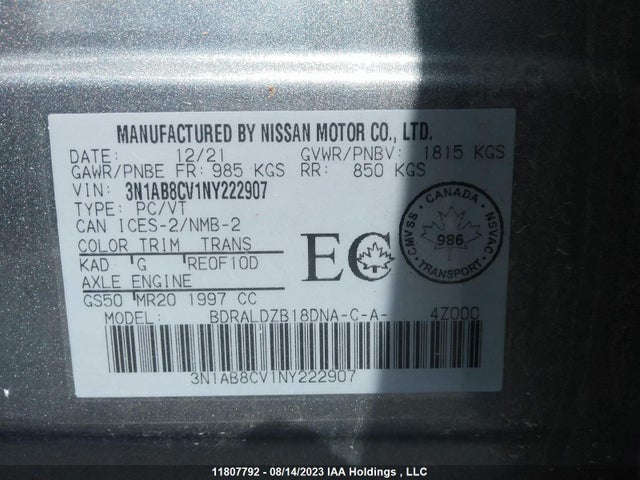 MANUFACTURED BY NISSAN MOTOR CO., LTD.
DATE: 12/21 GVWR/PNBV: 1815 KGS
GAWR/PNBE FR: 985 KGS RR: 850 KGS
VIN: 3N1AB8CV1NY222907
TYPE: PC/VT
CAN ICES-2/NMB-2
COLOR TRIM TRANS
KAD G RE0F10D
AXLE ENGINE
GS50 MR20 1997 CC
EC
CANADA
CMVSS NSVAC
986
TRANSPORT
MODEL: BDRALDZB18DNA-C-A- 4Z000
3N1AB8CV1NY222907
11807792 - 08/14/2023 IAA Holdings , LLC